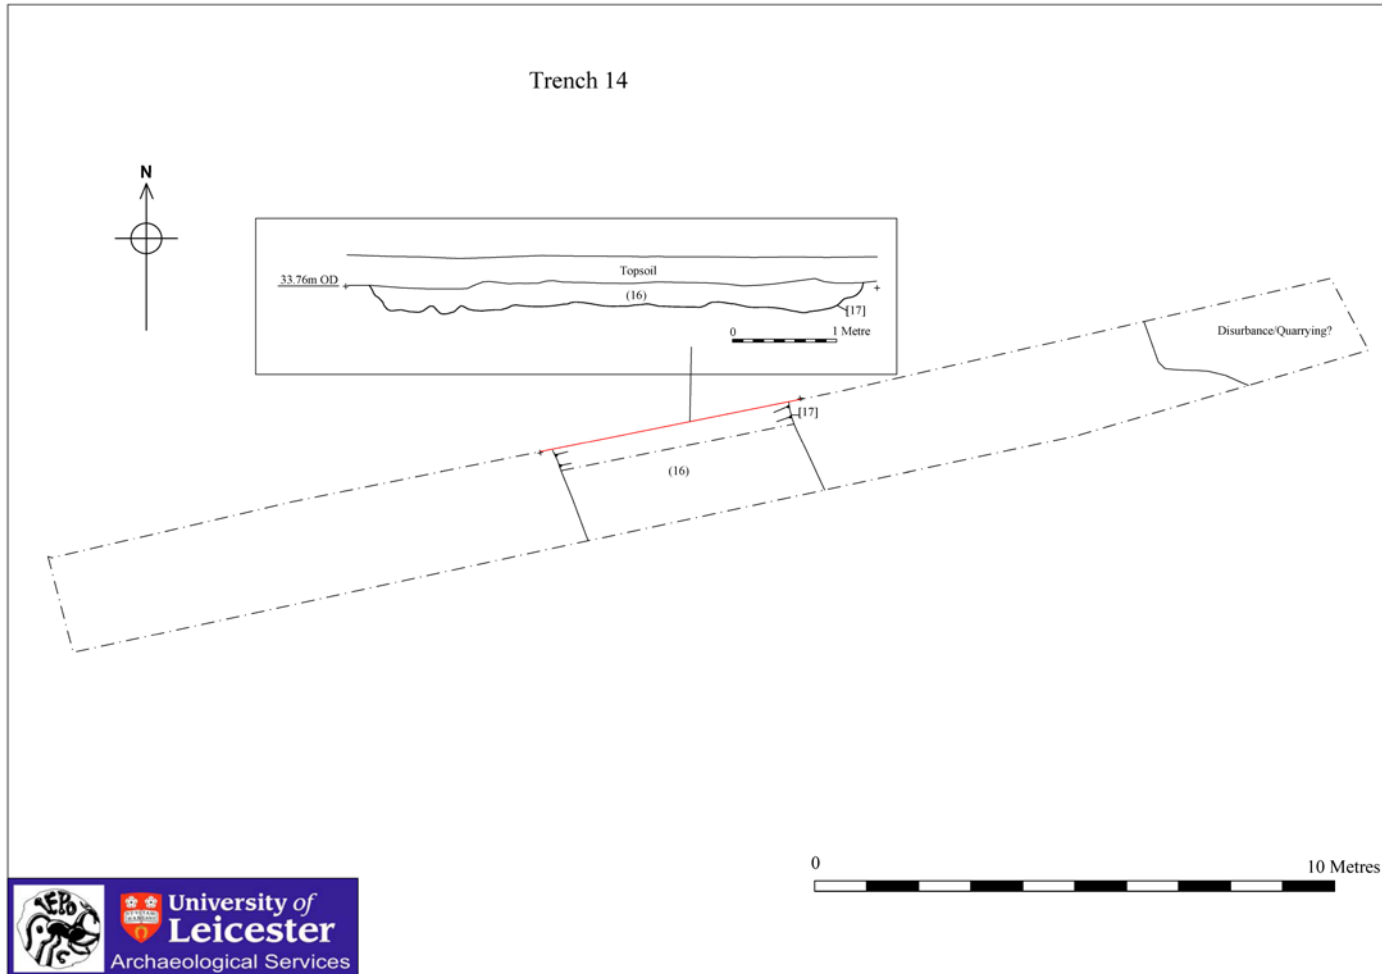 Trench 14
N
Topsoil
33.76m OD
(16)
[17]
0 1 Metre
Disurbance/Quarrying?
[17]
(16)
0 10 Metres
University of
Leicester
Archaeological Services